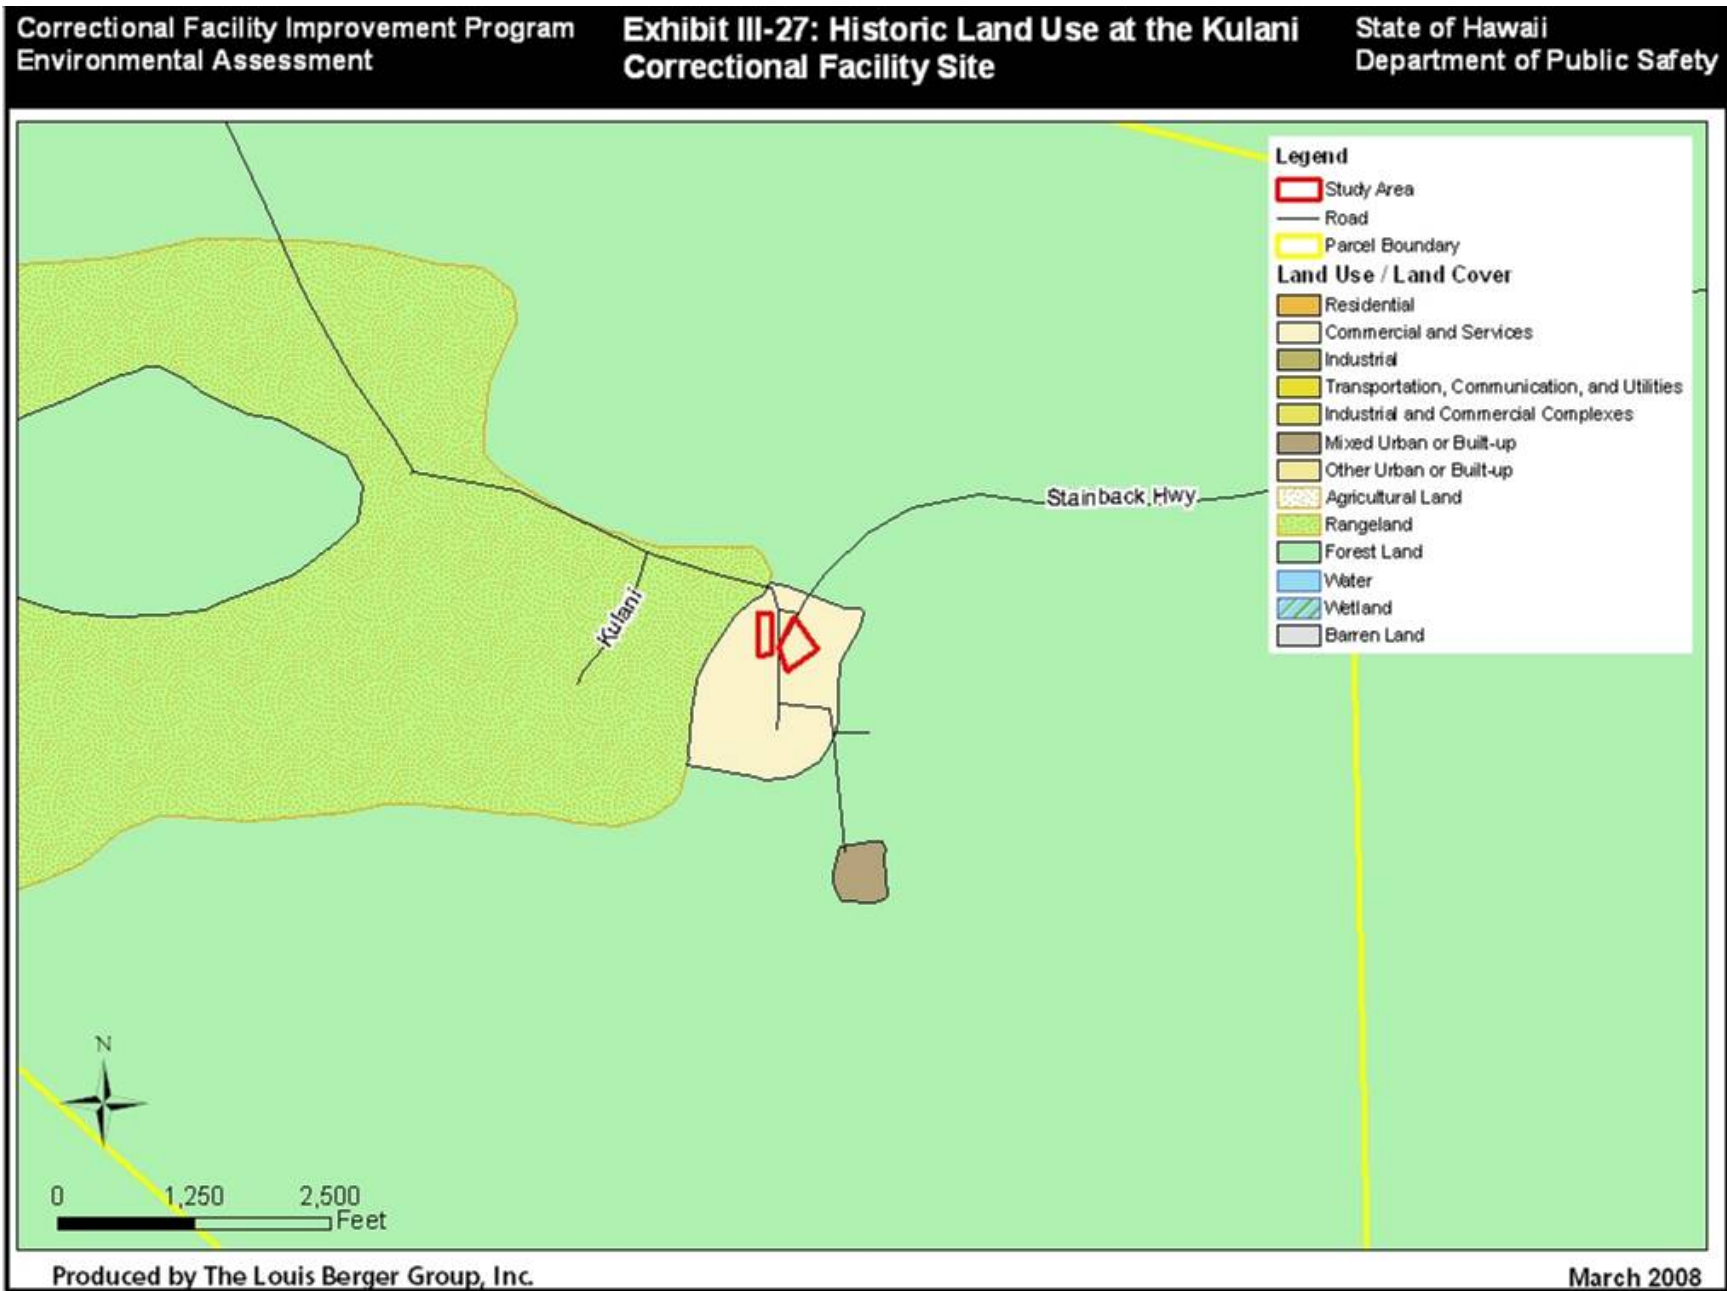 Correctional Facility Improvement Program
Environmental Assessment
Exhibit III-27: Historic Land Use at the Kulani
Correctional Facility Site
State of Hawaii
Department of Public Safety
Legend
Study Area
Road
Parcel Boundary
Land Use / Land Cover
Residential
Commercial and Services
Industrial
Transportation, Communication, and Utilities
Industrial and Commercial Complexes
Mixed Urban or Built-up
Other Urban or Built-up
Agricultural Land
Rangeland
Forest Land
Water
Wetland
Barren Land
Stainback Hwy
Kulani
N
0 1,250 2,500
Feet
Produced by The Louis Berger Group, Inc.
March 2008